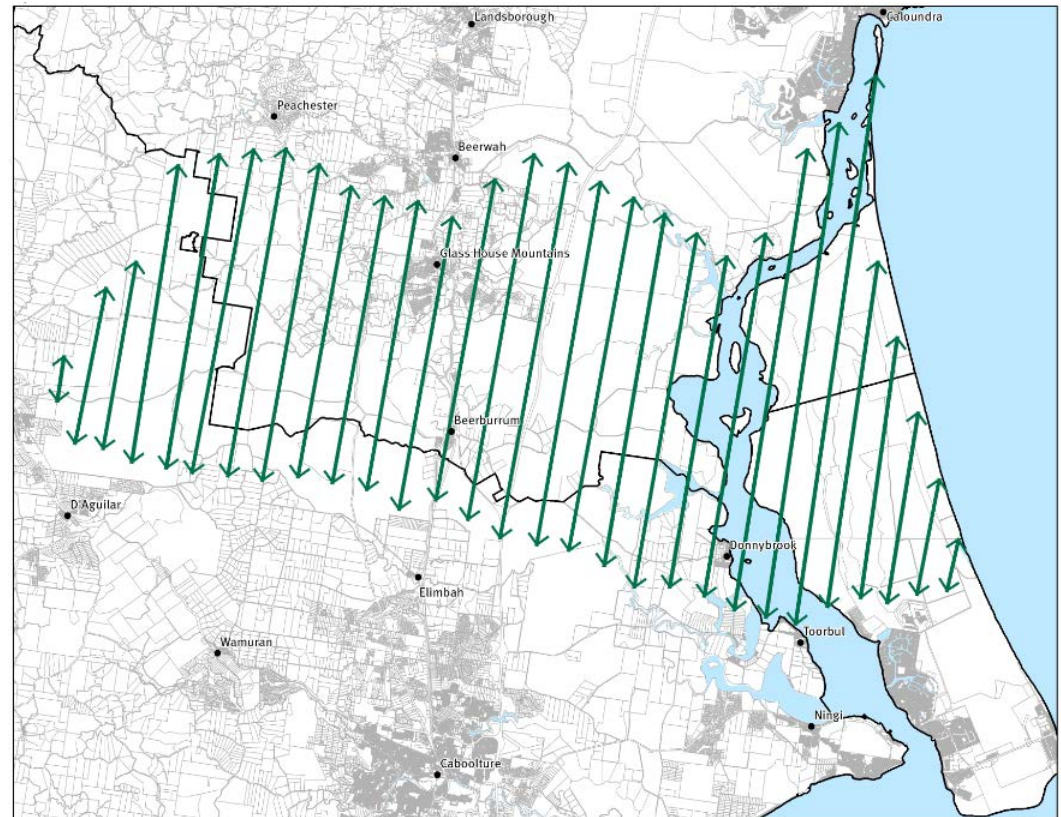 Landsborough
Caloundra
Peachester
Beerwah
Glass House Mountains
Beerburrum
D'Aguilar
Donnybrook
Elimbah
Toorbul
Wamuran
Ningi
Caboolture